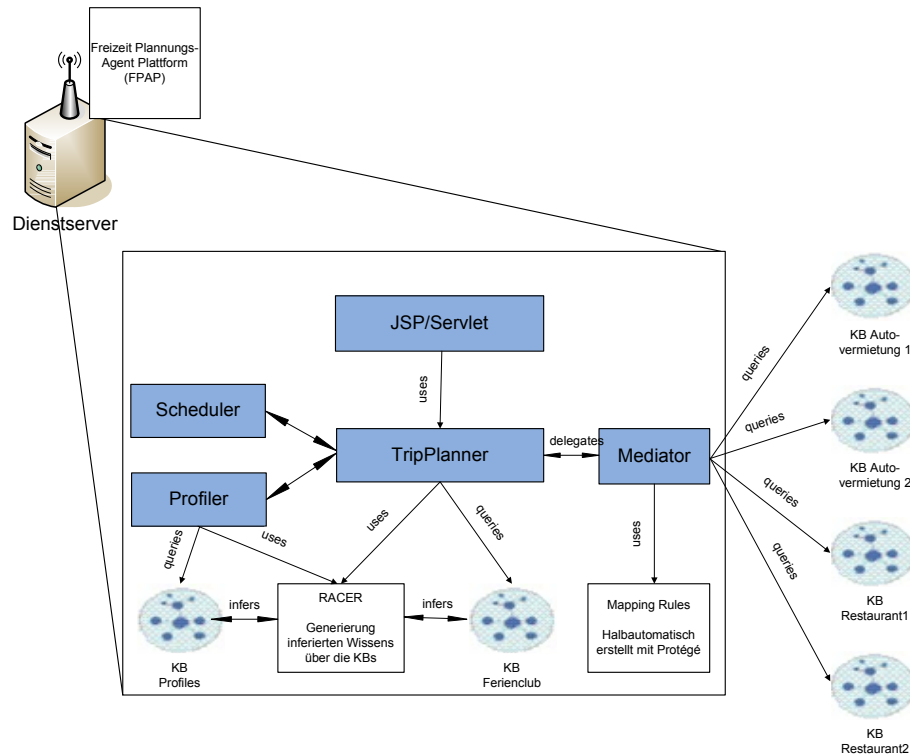 Freizeit Plannungs-
Agent Plattform
(FPAP)
Dienstserver
JSP/Servlet
uses
Scheduler
TripPlanner
delegates
Mediator
Profiler
queries
uses
uses
queries
uses
queries
queries
queries
queries
infers
RACER
Generierung
inferierten Wissens
über die KBs
infers
Mapping Rules
Halbautomatisch
erstellt mit Protégé
KB
Profiles
KB
Ferienclub
KB Auto-
vermietung 1
KB Auto-
vermietung 2
KB
Restaurant1
KB
Restaurant2